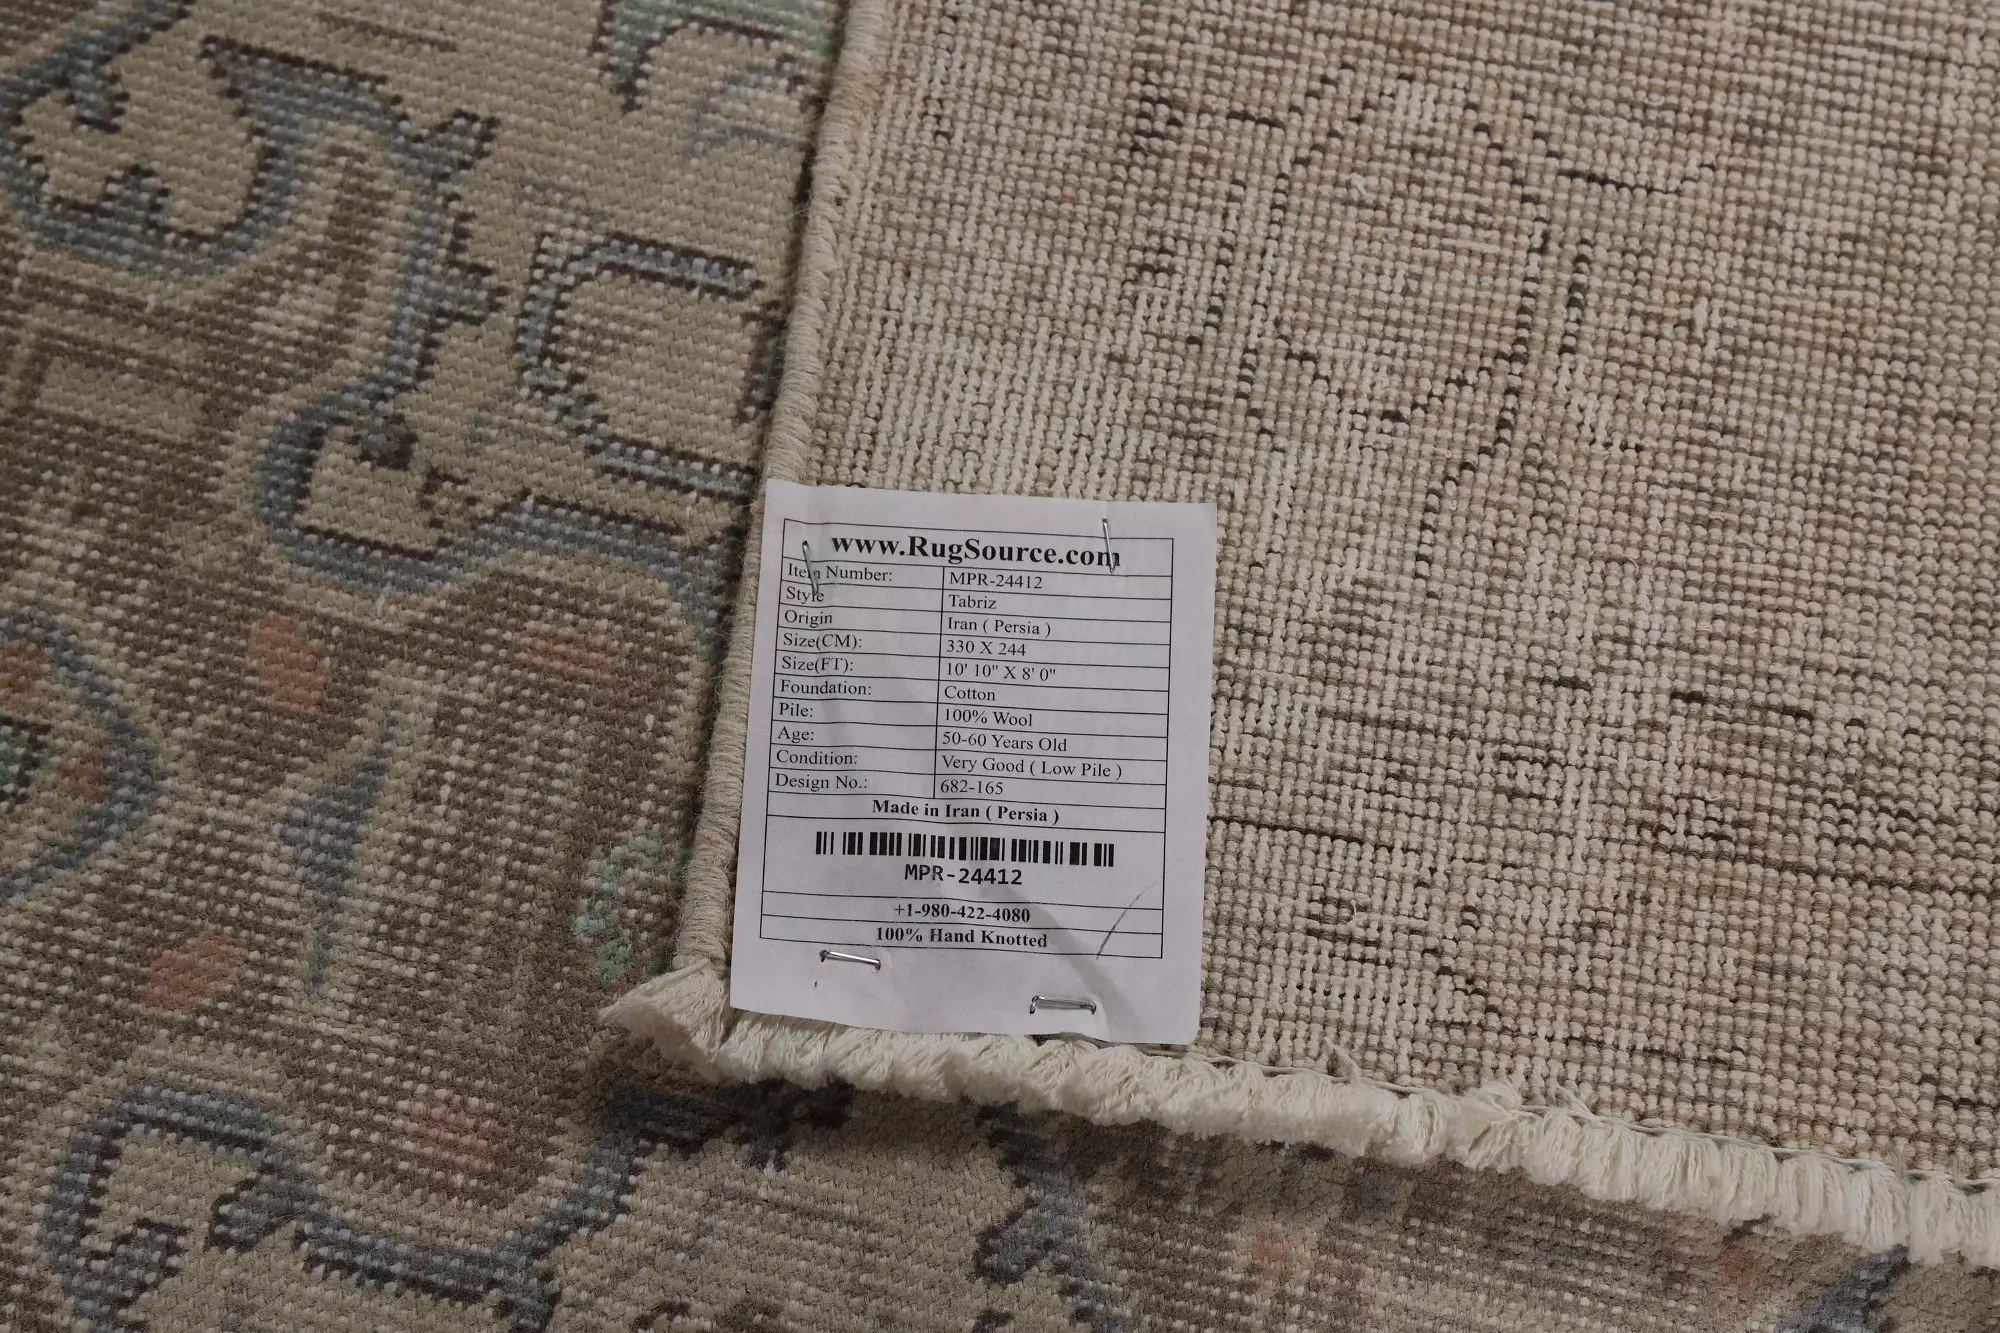 www.RugSource.com
Item Number: MPR-24412
Style Tabriz
Origin Iran ( Persia )
Size(CM): 330 X 244
Size(FT): 10' 10" X 8' 0"
Foundation: Cotton
Pile: 100% Wool
Age: 50-60 Years Old
Condition: Very Good ( Low Pile )
Design No.: 682-165
Made in Iran ( Persia )
MPR-24412
+1-980-422-4080
100% Hand Knotted